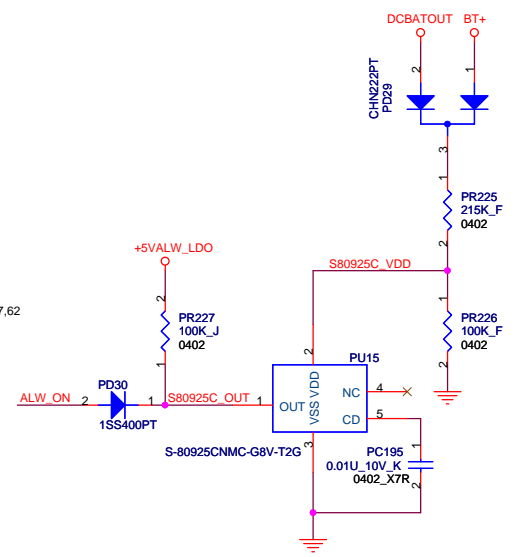 DCBATOUT BT+
2
1
CHN222PT
PD29
3
1
PR225
215K_F
0402
2
+5VALW_LDO
S80925C_VDD
7,62
2
PR227
100K_J
0402
1
1
PR226
100K_F
0402
2
2
PU15
PD30
ALW_ON 2 1 S80925C_OUT 1
1SS400PT
OUT
VSS VDD
NC 4
CD 5
S-80925CNMC-G8V-T2G
3
PC195
0.01U_10V_K
0402_X7R
1
2